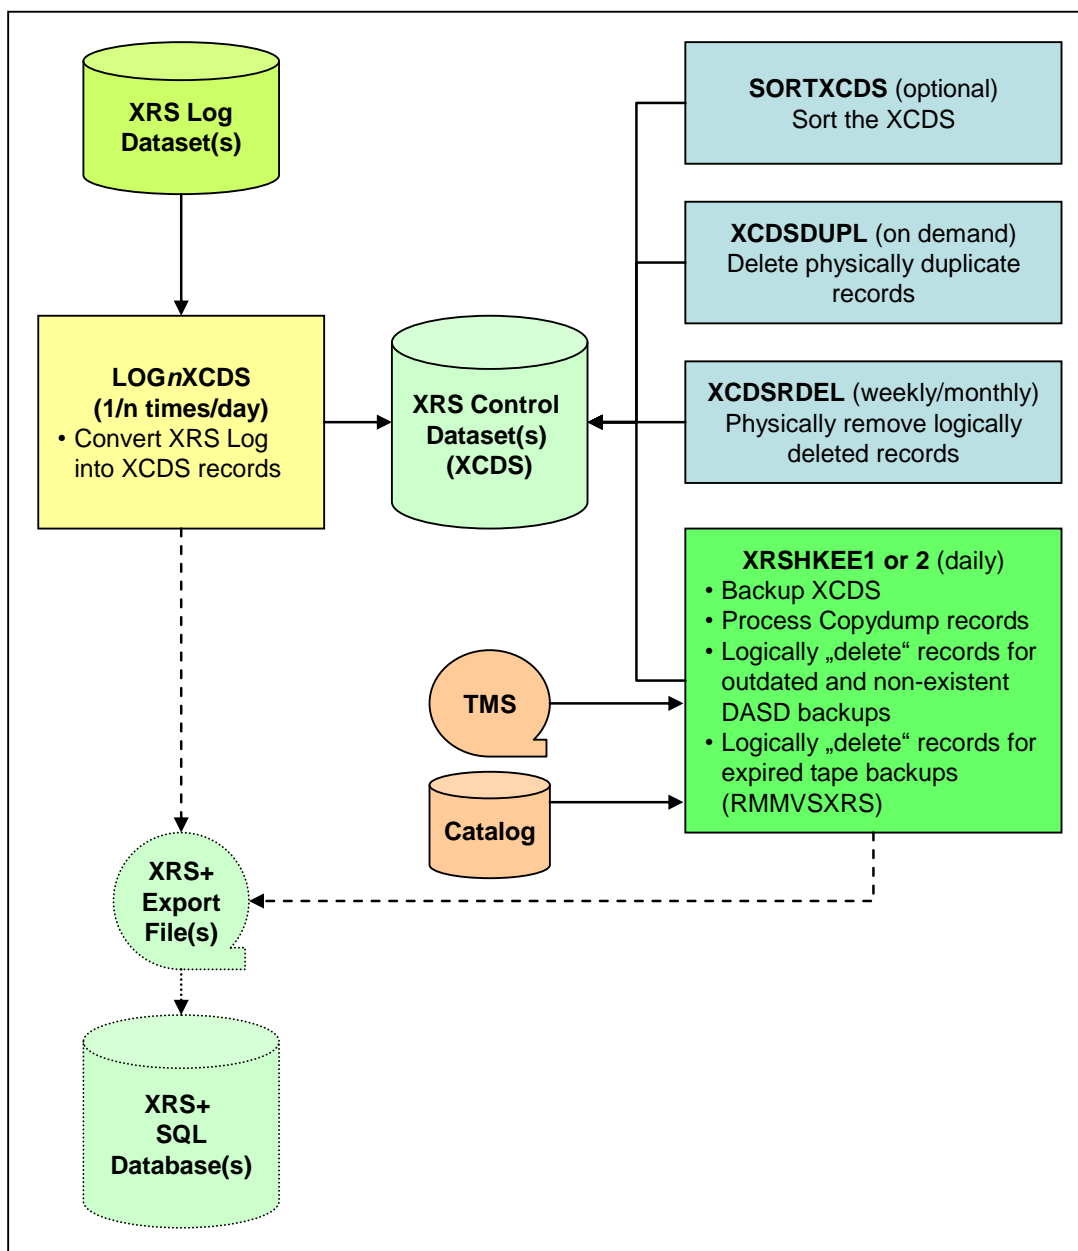 XRS Log
Dataset(s)
SORTXCDS (optional)
Sort the XCDS
XCDSDUPL (on demand)
Delete physically duplicate
records
LOGnXCDS
(1/n times/day)
• Convert XRS Log
into XCDS records
XRS Control
Dataset(s)
(XCDS)
XCDSRDEL (weekly/monthly)
Physically remove logically
deleted records
XRSHKEE1 or 2 (daily)
• Backup XCDS
• Process Copydump records
• Logically „delete“ records for
outdated and non-existent
DASD backups
• Logically „delete“ records for
expired tape backups
(RMMVSXRS)
TMS
Catalog
XRS+
Export
File(s)
XRS+
SQL
Database(s)